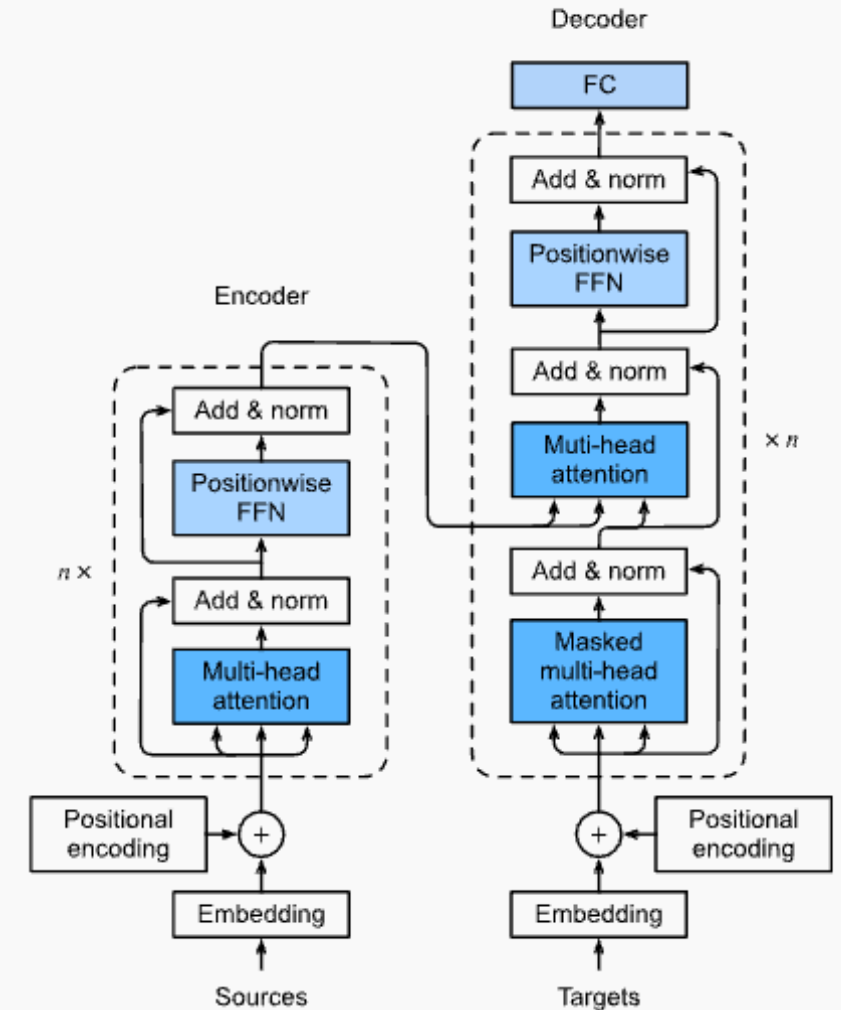 Decoder
FC
Add & norm
Positionwise
FFN
Encoder
Add & norm
Add & norm
Muti-head
attention
× n
Positionwise
FFN
n ×
Add & norm
Add & norm
Multi-head
attention
Masked
multi-head
attention
Positional
encoding
+
+
Positional
encoding
Embedding
Embedding
Sources
Targets